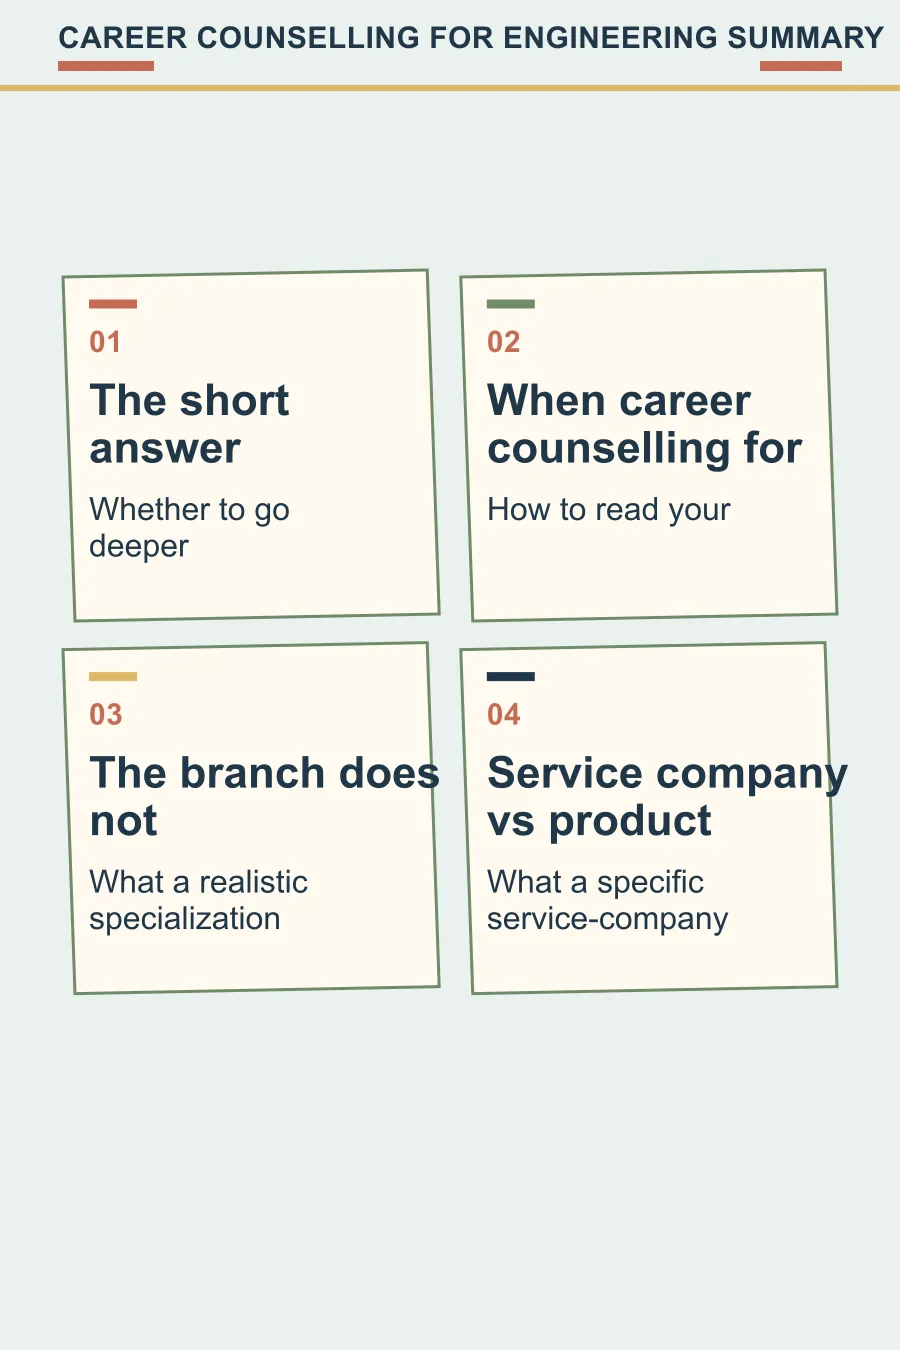 CAREER COUNSELLING FOR ENGINEERING SUMMARY
01
The short
answer
Whether to go
deeper
02
When career
counselling for
How to read your
03
The branch does
not
What a realistic
specialization
04
Service company
vs product
What a specific
service-company